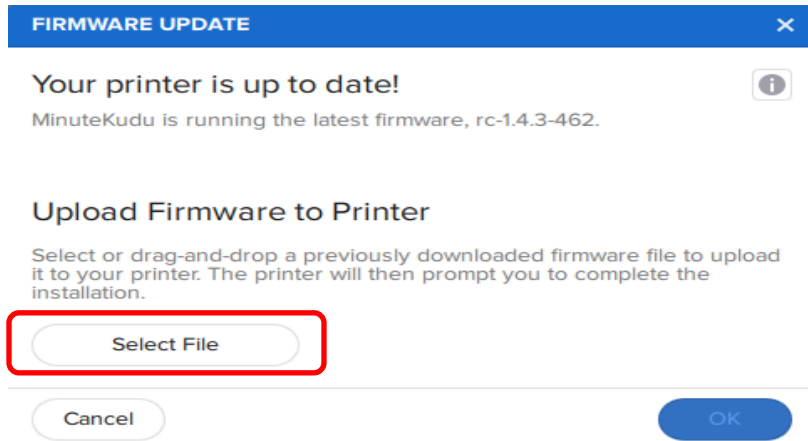 FIRMWARE UPDATE
Your printer is up to date!
MinuteKudu is running the latest firmware, rc-1.4.3-462.
Upload Firmware to Printer
Select or drag-and-drop a previously downloaded firmware file to upload
it to your printer. The printer will then prompt you to complete the
installation.
Select File
Cancel
OK